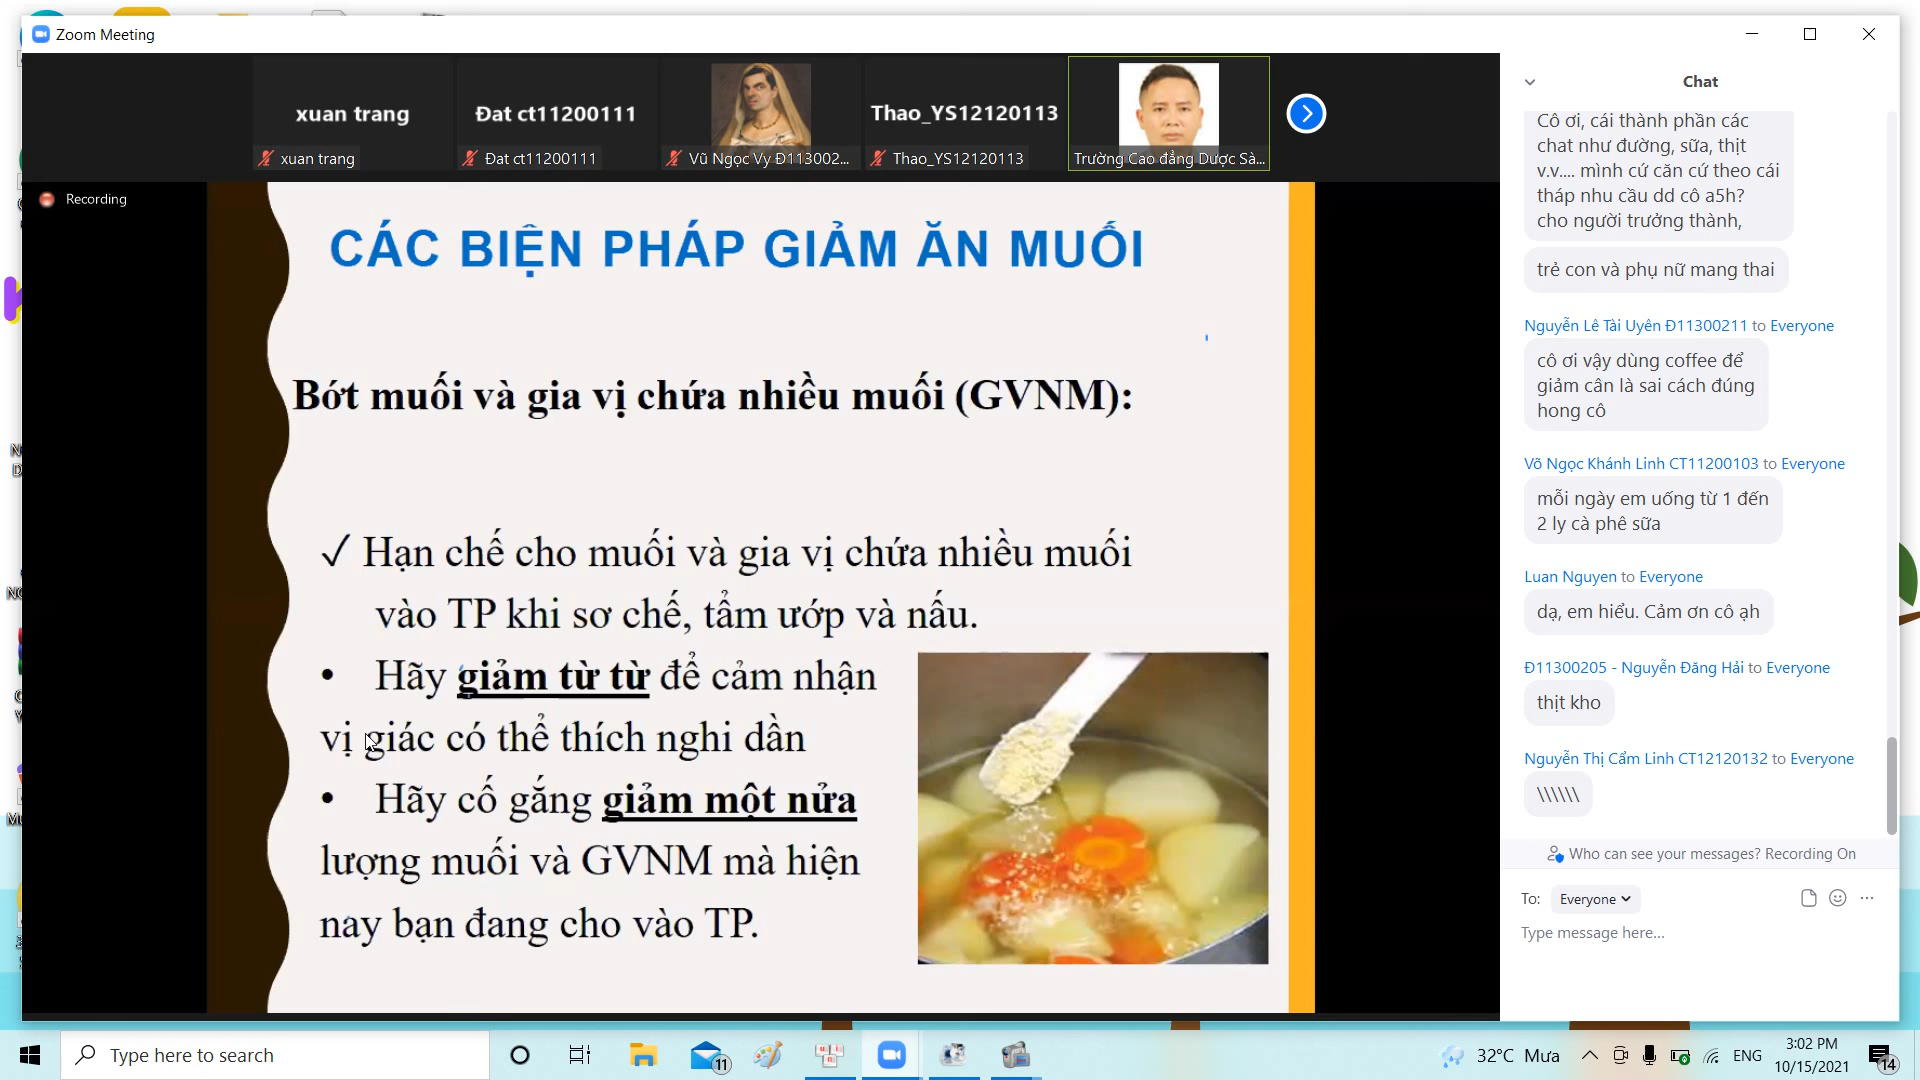 Zoom Meeting
xuan trang
Đat ct11200111
Thao_YS12120113
xuan trang
Đat ct11200111
Vũ Ngọc Vy Đ113002...
Thao_YS12120113
Trường Cao đẳng Dược Sà...
Recording
CÁC BIỆN PHÁP GIẢM ĂN MUỐI
Bớt muối và gia vị chứa nhiều muối (GVNM):
✓ Hạn chế cho muối và gia vị chứa nhiều muối
vào TP khi sơ chế, tẩm ướp và nấu.
• Hãy giảm từ từ để cảm nhận
vị giác có thể thích nghi dần
• Hãy cố gắng giảm một nửa
lượng muối và GVNM mà hiện
nay bạn đang cho vào TP.
Chat
Cô ơi, cái thành phần các
chat như đường, sữa, thịt
v.v.... mình cứ căn cứ theo cái
tháp nhu cầu dd cô a5h?
cho người trưởng thành,
trẻ con và phụ nữ mang thai
Nguyễn Lê Tài Uyên Đ11300211 to Everyone
cô ơi vậy dùng coffee để
giảm cân là sai cách đúng
hong cô
Võ Ngọc Khánh Linh CT11200103 to Everyone
mỗi ngày em uống từ 1 đến
2 ly cà phê sữa
Luan Nguyen to Everyone
dạ, em hiểu. Cảm ơn cô ạh
Đ11300205 - Nguyễn Đăng Hải to Everyone
thịt kho
Nguyễn Thị Cẩm Linh CT12120132 to Everyone
\\\\\\
Who can see your messages? Recording On
To: Everyone
Type message here...
Type here to search
11
32°C Mưa
ENG
3:02 PM
10/15/2021
14